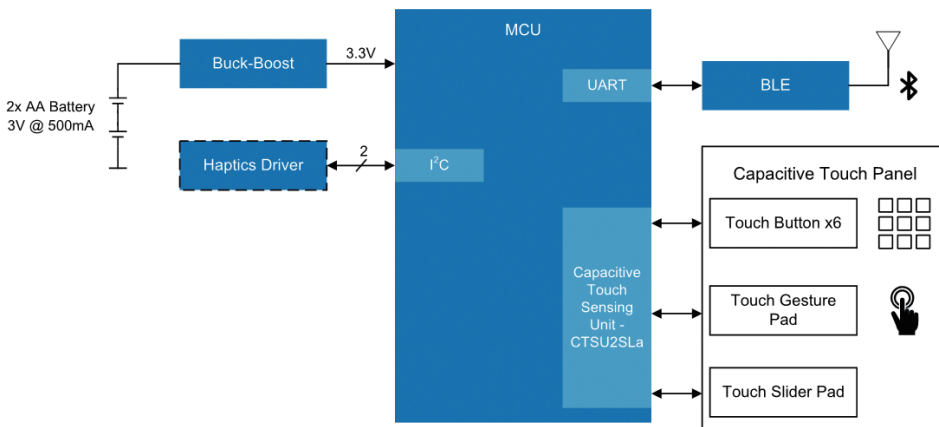 MCU
Buck-Boost
3.3V
2x AA Battery
3V @ 500mA
UART
BLE
Haptics Driver
2
I²C
Capacitive Touch Panel
Touch Button x6
Capacitive
Touch
Sensing
Unit -
CTSU2SLa
Touch Gesture
Pad
Touch Slider Pad